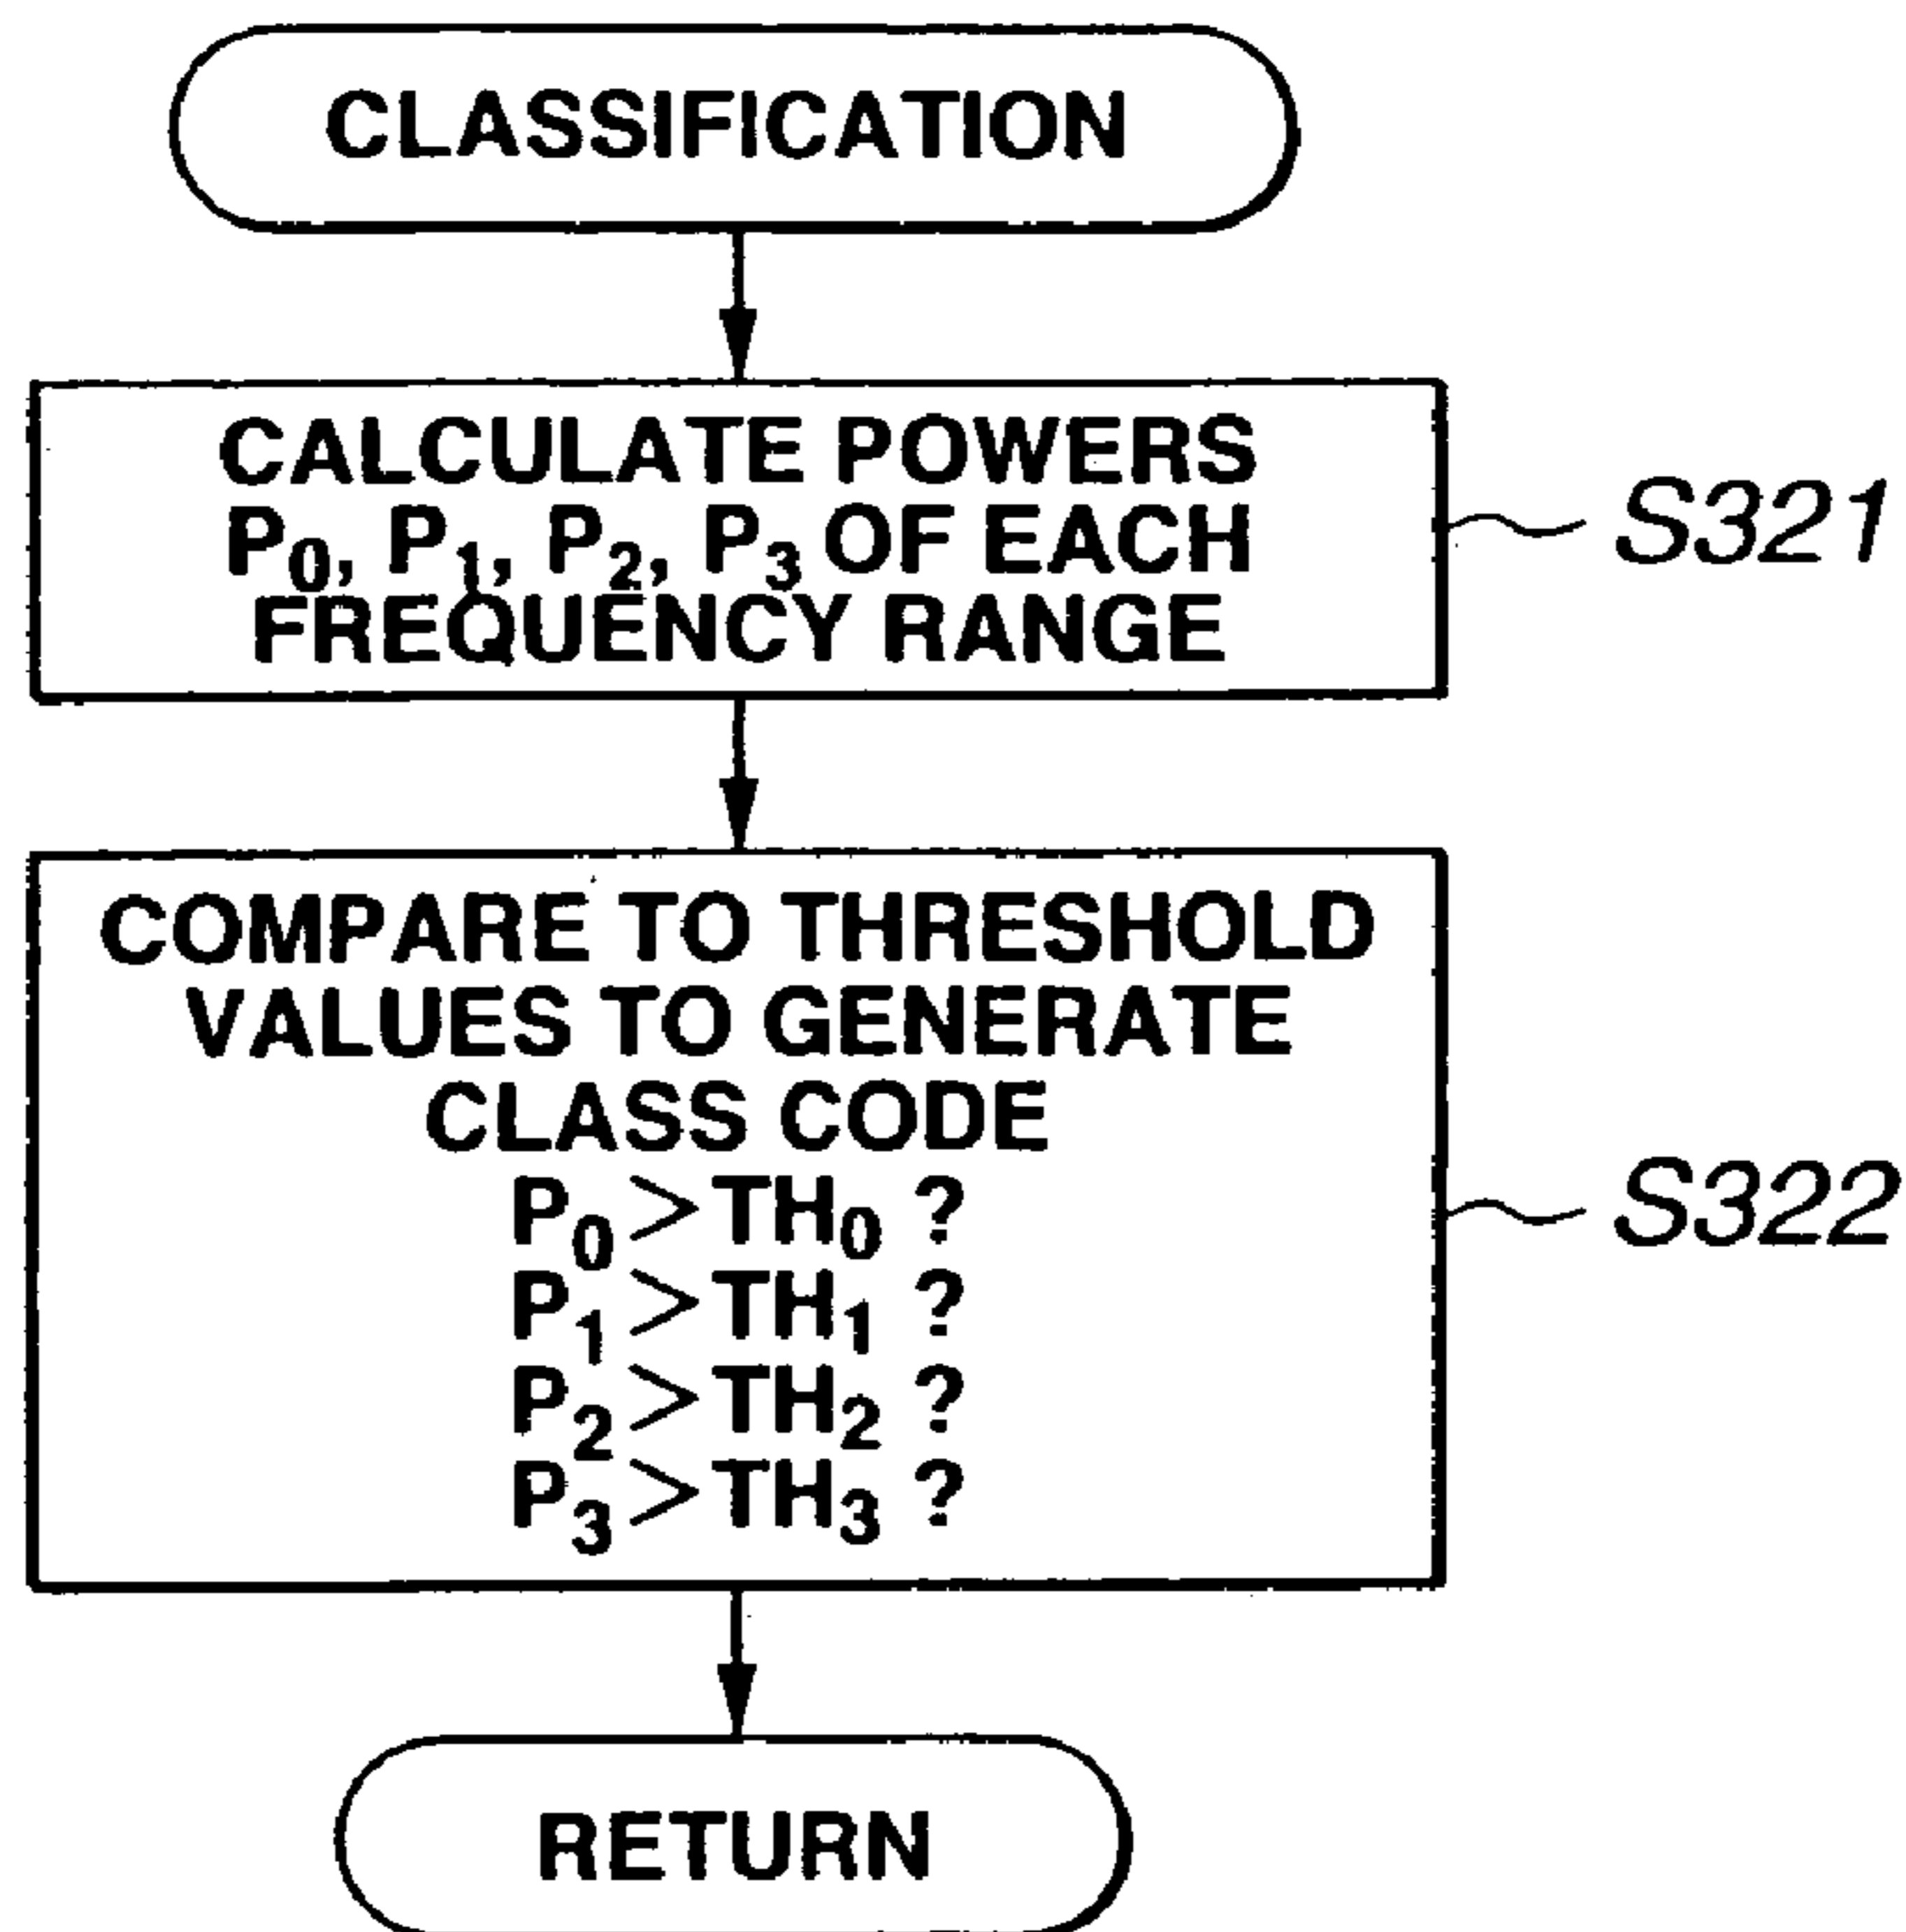 CLASSIFICATION
CALCULATE POWERS
P₀, P₁, P₂, P₃ OF EACH
FREQUENCY RANGE
S321
COMPARE TO THRESHOLD
VALUES TO GENERATE
CLASS CODE
P₀ > TH₀ ?
P₁ > TH₁ ?
P₂ > TH₂ ?
P₃ > TH₃ ?
S322
RETURN